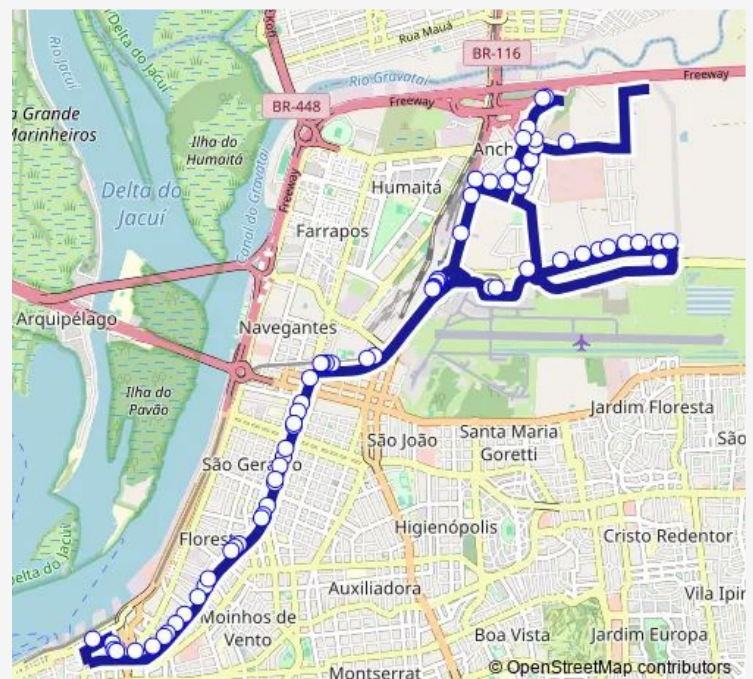 Rua Mauá
BR-116
Rio Gravataí
Freeway
BR-448
Freeway
Rio Jacuí
Delta do Jacuí
a Grande
Marinheiros
Ilha do
Humaitá
Canal do Gravataí
Freeway
Anch
Humaitá
Delta do
Jacuí
Farrapos
Arquipélago
Navegantes
Ilha do
Pavão
Jardim Floresta
São João
Santa Maria
Goretti
São
São Geraldo
Higienópolis
Cristo Redentor
Delta do Jacuí
Auxiliadora
Vila Ipir
Moinhos de
Vento
Boa Vista
Jardim Europa
Montserrat
© OpenStreetMap contributors